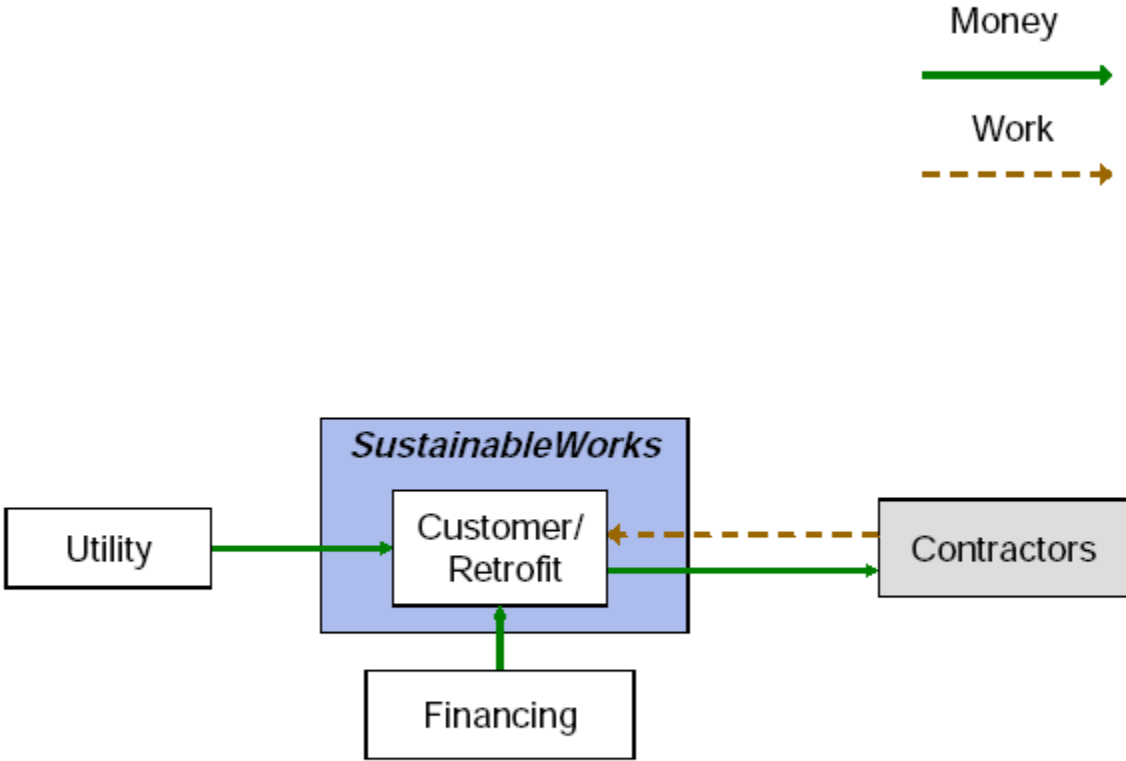 Money
Work
SustainableWorks
Utility
Customer/
Retrofit
Contractors
Financing